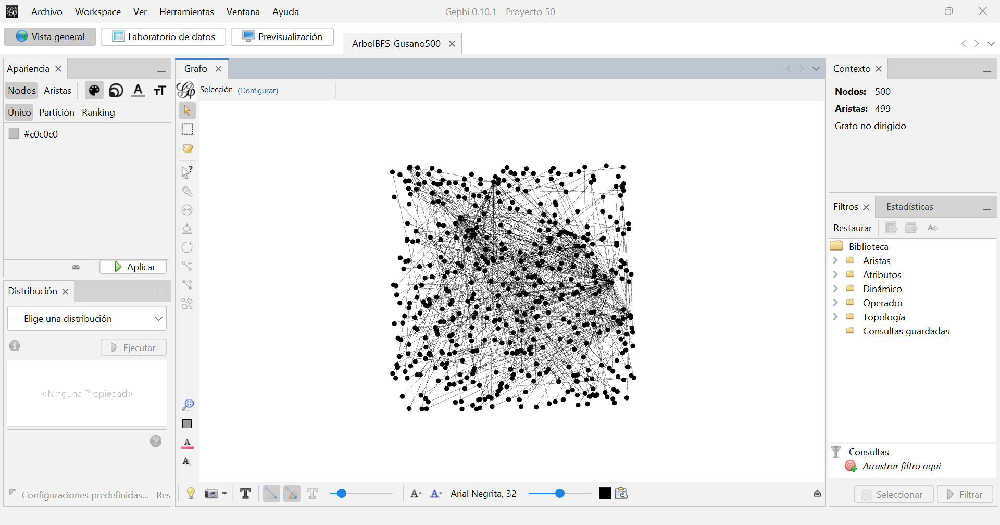 Archivo Workspace Ver Herramientas Ventana Ayuda
Gephi 0.10.1 - Proyecto 50
Vista general
Laboratorio de datos
Previsualización
ArbolBFS_Gusano500
Apariencia
Nodos Aristas
Único Partición Ranking
#c0c0c0
Aplicar
Distribución
---Elige una distribución
Ejecutar
<Ninguna Propiedad>
Configuraciones predefinidas... Res
Grafo
Selección (Configurar)
Arial Negrita, 32
Contexto
Nodos: 500
Aristas: 499
Grafo no dirigido
Filtros
Estadísticas
Restaurar
Biblioteca
Aristas
Atributos
Dinámico
Operador
Topología
Consultas guardadas
Consultas
Arrastrar filtro aquí
Seleccionar
Filtrar